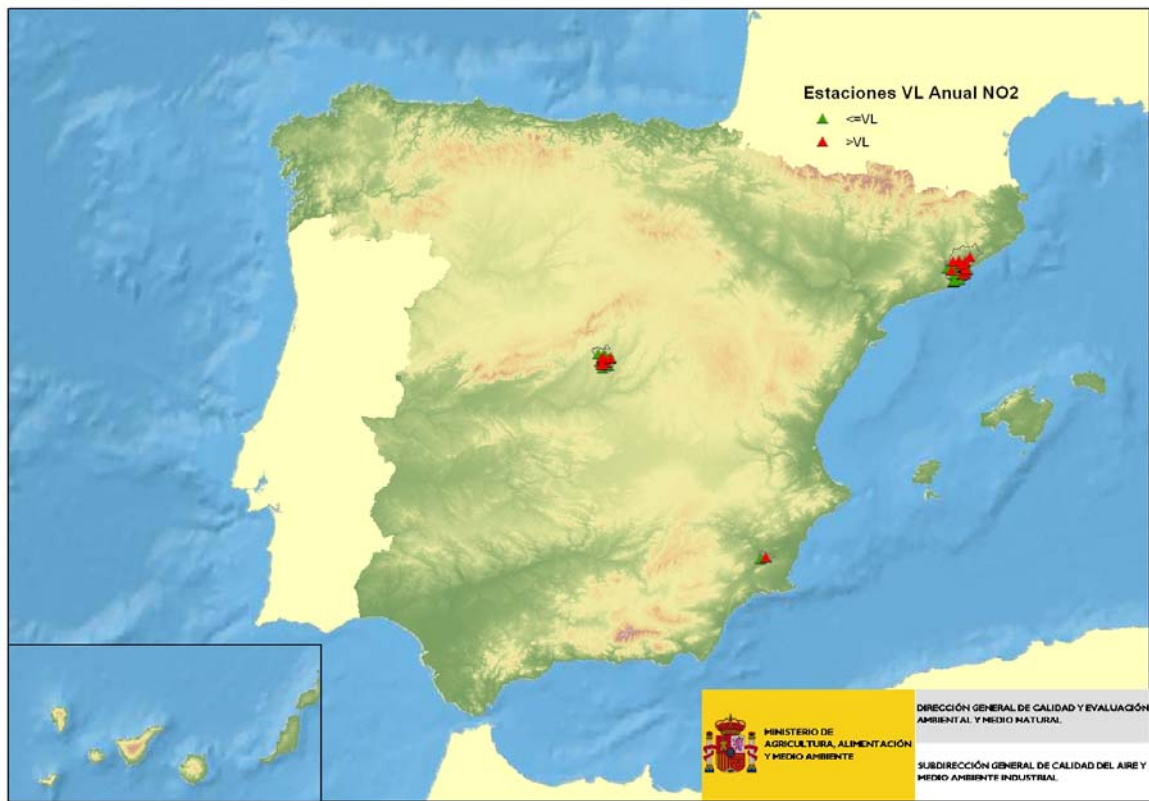 Estaciones VL Anual NO2
<=VL
>VL
MINISTERIO DE
AGRICULTURA, ALIMENTACIÓN
Y MEDIO AMBIENTE
DIRECCIÓN GENERAL DE CALIDAD Y EVALUACIÓN
AMBIENTAL Y MEDIO NATURAL
SUBDIRECCIÓN GENERAL DE CALIDAD DEL AIRE Y
MEDIO AMBIENTE INDUSTRIAL